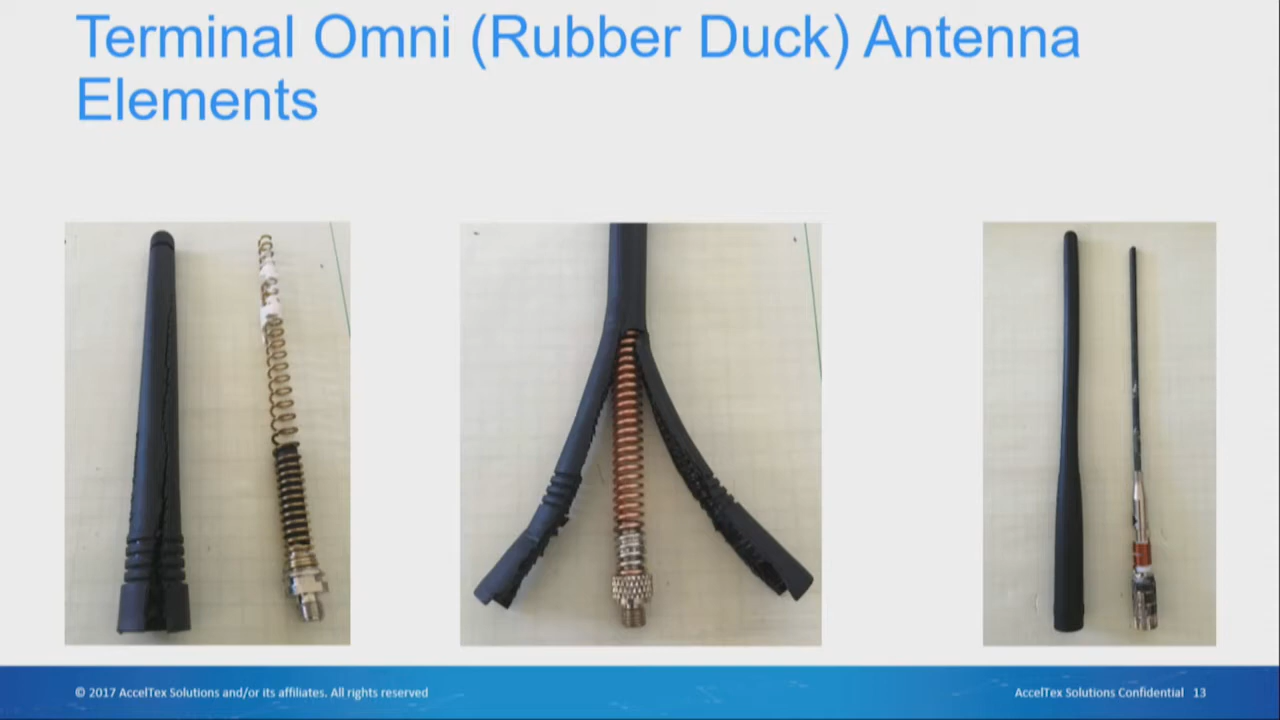 Terminal Omni (Rubber Duck) Antenna
Elements
© 2017 AccelTex Solutions and/or its affiliates. All rights reserved
AccelTex Solutions Confidential 13